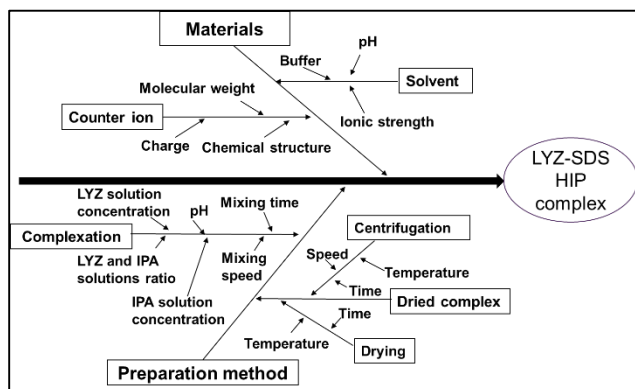 Materials
pH
Buffer
Solvent
Molecular weight
Counter ion
Ionic strength
Charge
Chemical structure
LYZ-SDS
HIP
complex
LYZ solution
concentration
pH
Mixing time
Complexation
Centrifugation
LYZ and IPA
solutions ratio
Mixing
speed
Speed
Temperature
IPA solution
concentration
Time
Dried complex
Time
Temperature
Drying
Preparation method